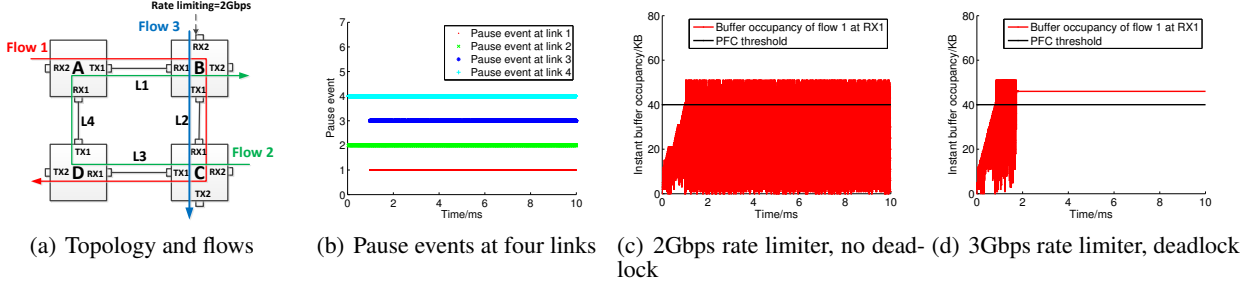 Rate limiting=2Gbps
Flow 3
Flow 1
RX2
RX2 A TX1
B TX2
RX1
TX1
L1
L4
L2
TX1
L3
RX1
Flow 2
TX2 D RX1
TX1 C RX2
TX2
(a) Topology and flows
Pause event at link 1
Pause event at link 2
Pause event at link 3
Pause event at link 4
Pause event
7
6
5
4
3
2
1
0
0 2 4 6 8 10
Time/ms
(b) Pause events at four links
Buffer occupancy of flow 1 at RX1
PFC threshold
Instant buffer occupancy/KB
80
60
40
20
0
0 2 4 6 8 10
Time/ms
(c) 2Gbps rate limiter, no dead-
lock
Buffer occupancy of flow 1 at RX1
PFC threshold
Instant buffer occupancy/KB
80
60
40
20
0
0 2 4 6 8 10
Time/ms
(d) 3Gbps rate limiter, deadlock